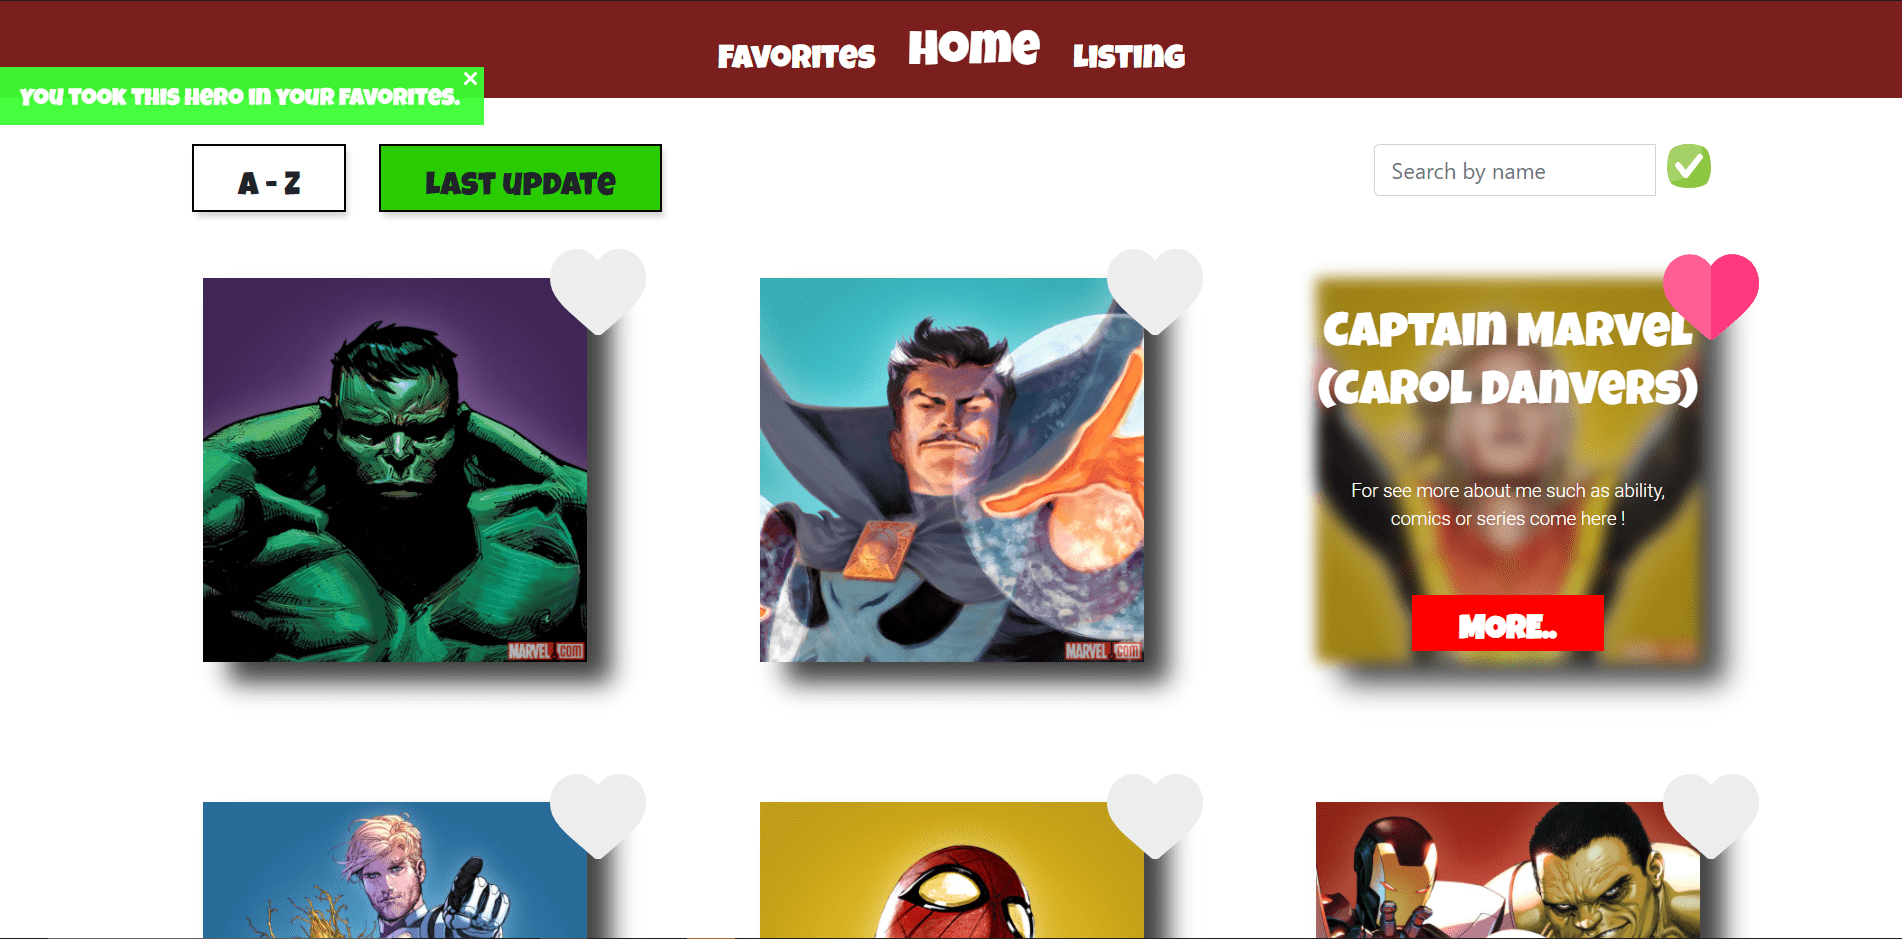 Favorites Home Listing
You took this hero in your favorites. ×
A - Z
Last update
Search by name
Captain Marvel
(Carol Danvers)
For see more about me such as ability,
comics or series come here !
MORE..
MARVEL.COM
MARVEL.COM